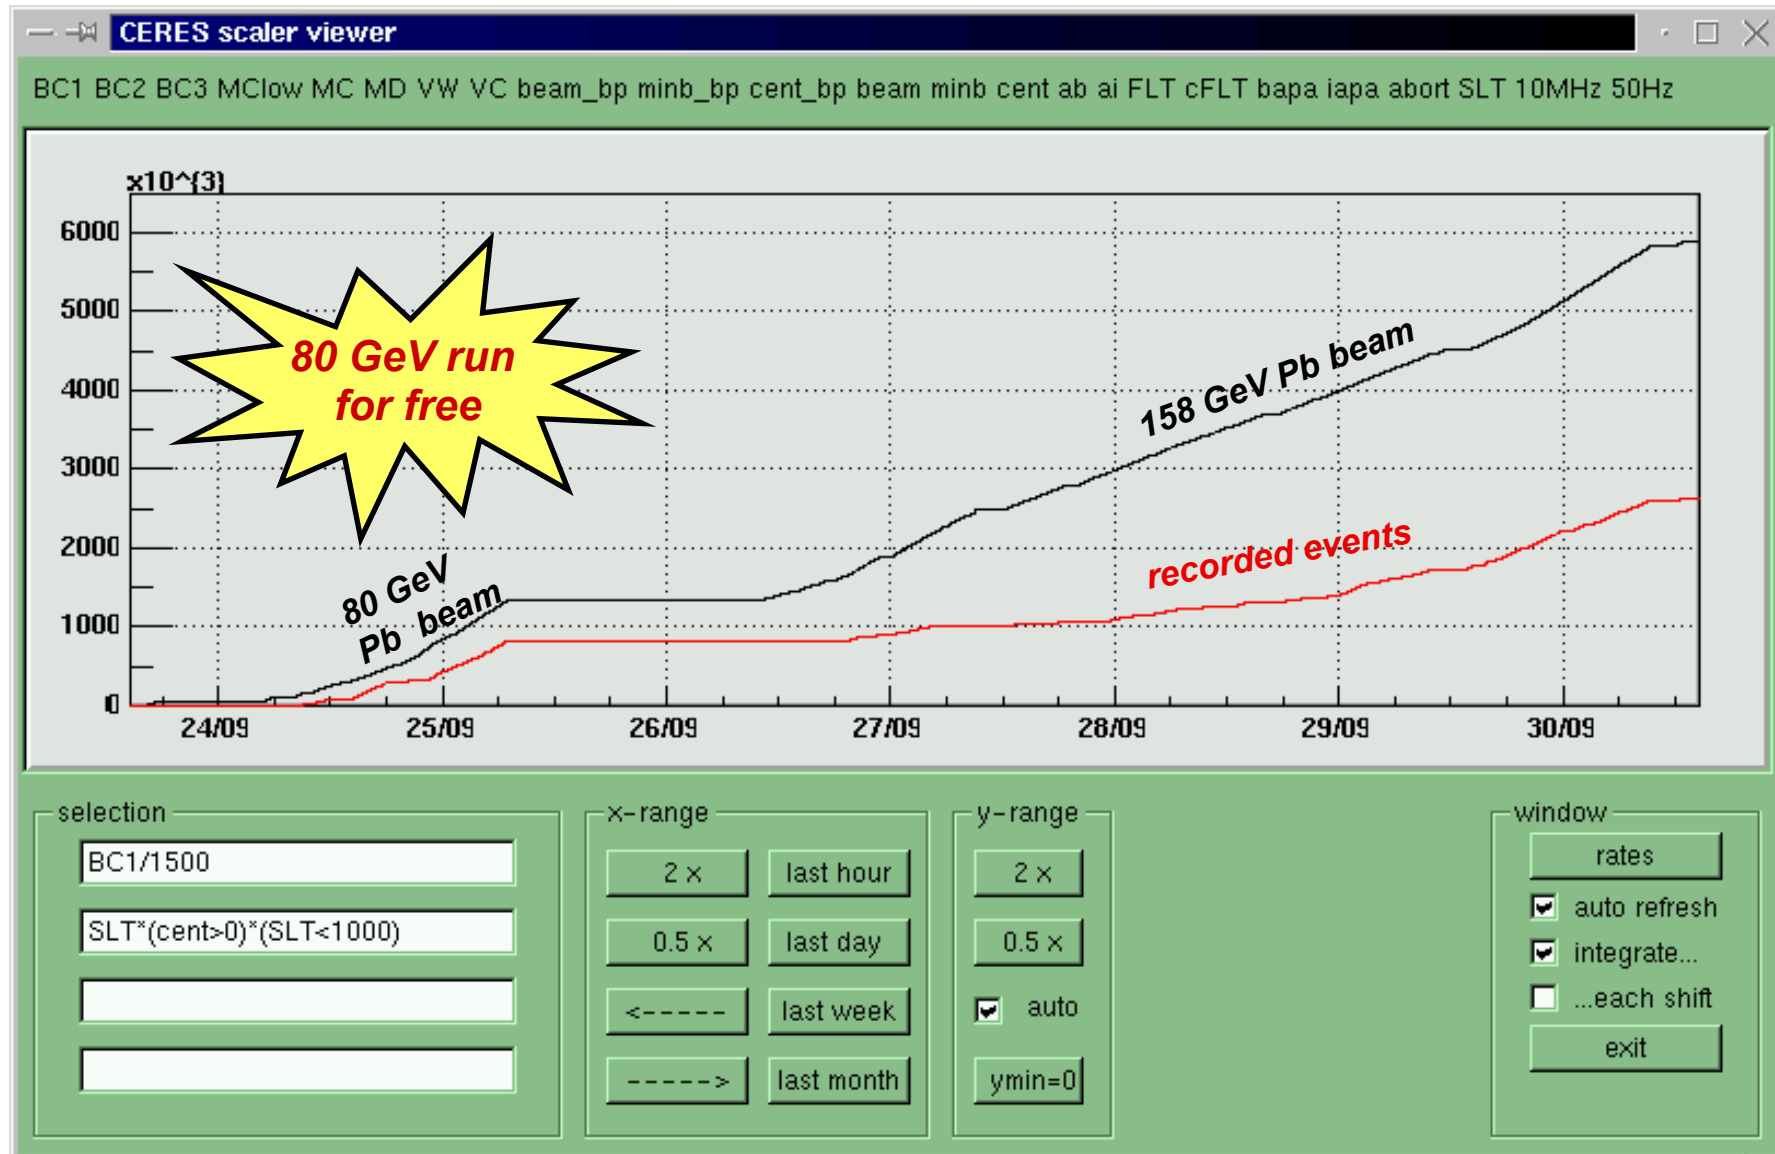 CERES scaler viewer
BC1 BC2 BC3 MClow MC MD VW VC beam_bp minb_bp cent_bp beam minb cent ab ai FLT cFLT bapa iapa abort SLT 10MHz 50Hz
x10^{3}
6000
5000
4000
3000
2000
1000
0
80 GeV run
for free
158 GeV Pb beam
80 GeV
Pb beam
recorded events
24/09
25/09
26/09
27/09
28/09
29/09
30/09
selection
BC1/1500
SLT*(cent>0)*(SLT<1000)
x-range
2 x
last hour
0.5 x
last day
<-----
last week
----->
last month
y-range
2 x
0.5 x
auto
ymin=0
window
rates
auto refresh
integrate...
...each shift
exit